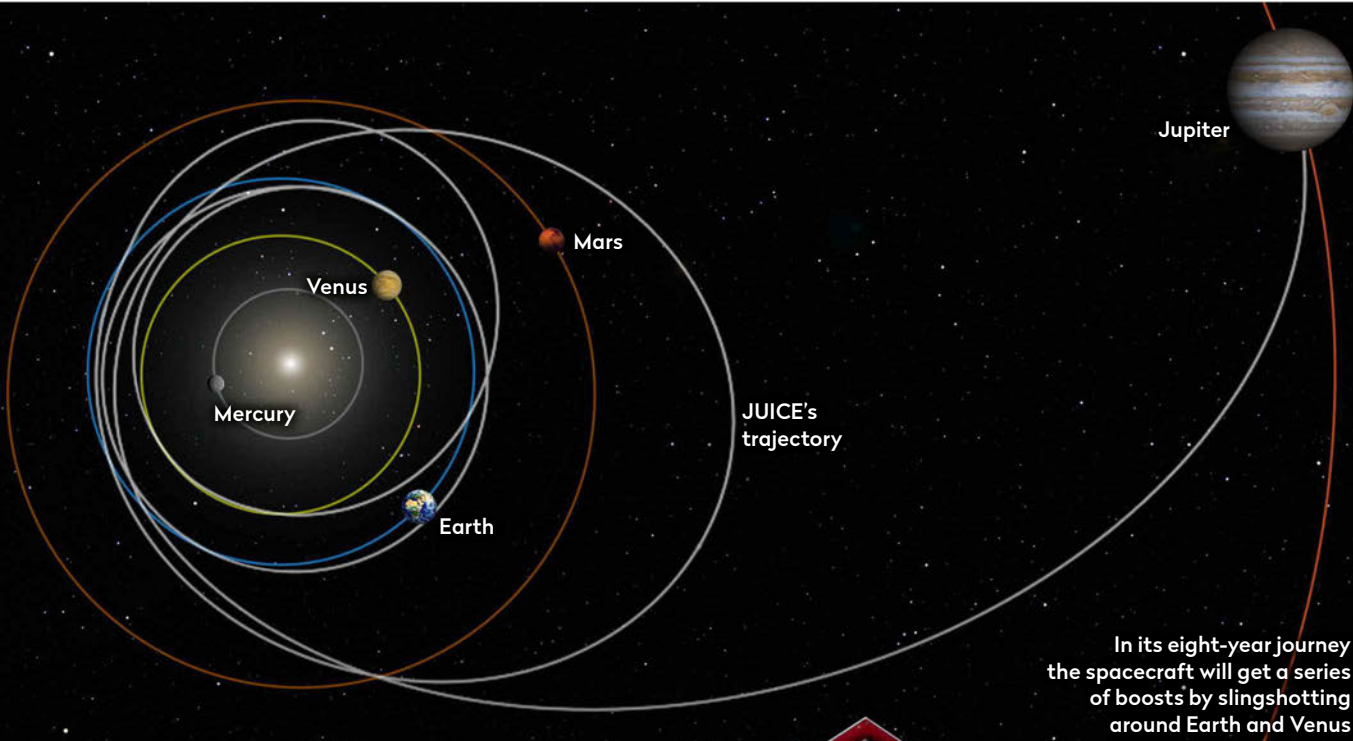 Jupiter
Mars
Venus
Mercury
JUICE's
trajectory
Earth
In its eight-year journey
the spacecraft will get a series
of boosts by slingshotting
around Earth and Venus